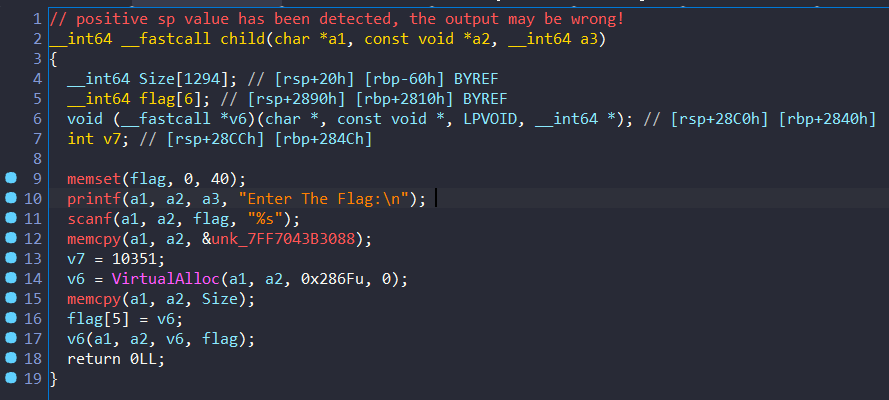 1 // positive sp value has been detected, the output may be wrong!
2 __int64 __fastcall child(char *a1, const void *a2, __int64 a3)
3 {
4 __int64 Size[1294]; // [rsp+20h] [rbp-60h] BYREF
5 __int64 flag[6]; // [rsp+2890h] [rbp+2810h] BYREF
6 void (__fastcall *v6)(char *, const void *, LPVOID, __int64 *); // [rsp+28C0h] [rbp+2840h]
7 int v7; // [rsp+28CCh] [rbp+284Ch]
8
9 memset(flag, 0, 40);
10 printf(a1, a2, a3, "Enter The Flag:\n");
11 scanf(a1, a2, flag, "%s");
12 memcpy(a1, a2, &unk_7FF7043B3088);
13 v7 = 10351;
14 v6 = VirtualAlloc(a1, a2, 0x286Fu, 0);
15 memcpy(a1, a2, Size);
16 flag[5] = v6;
17 v6(a1, a2, v6, flag);
18 return 0LL;
19 }